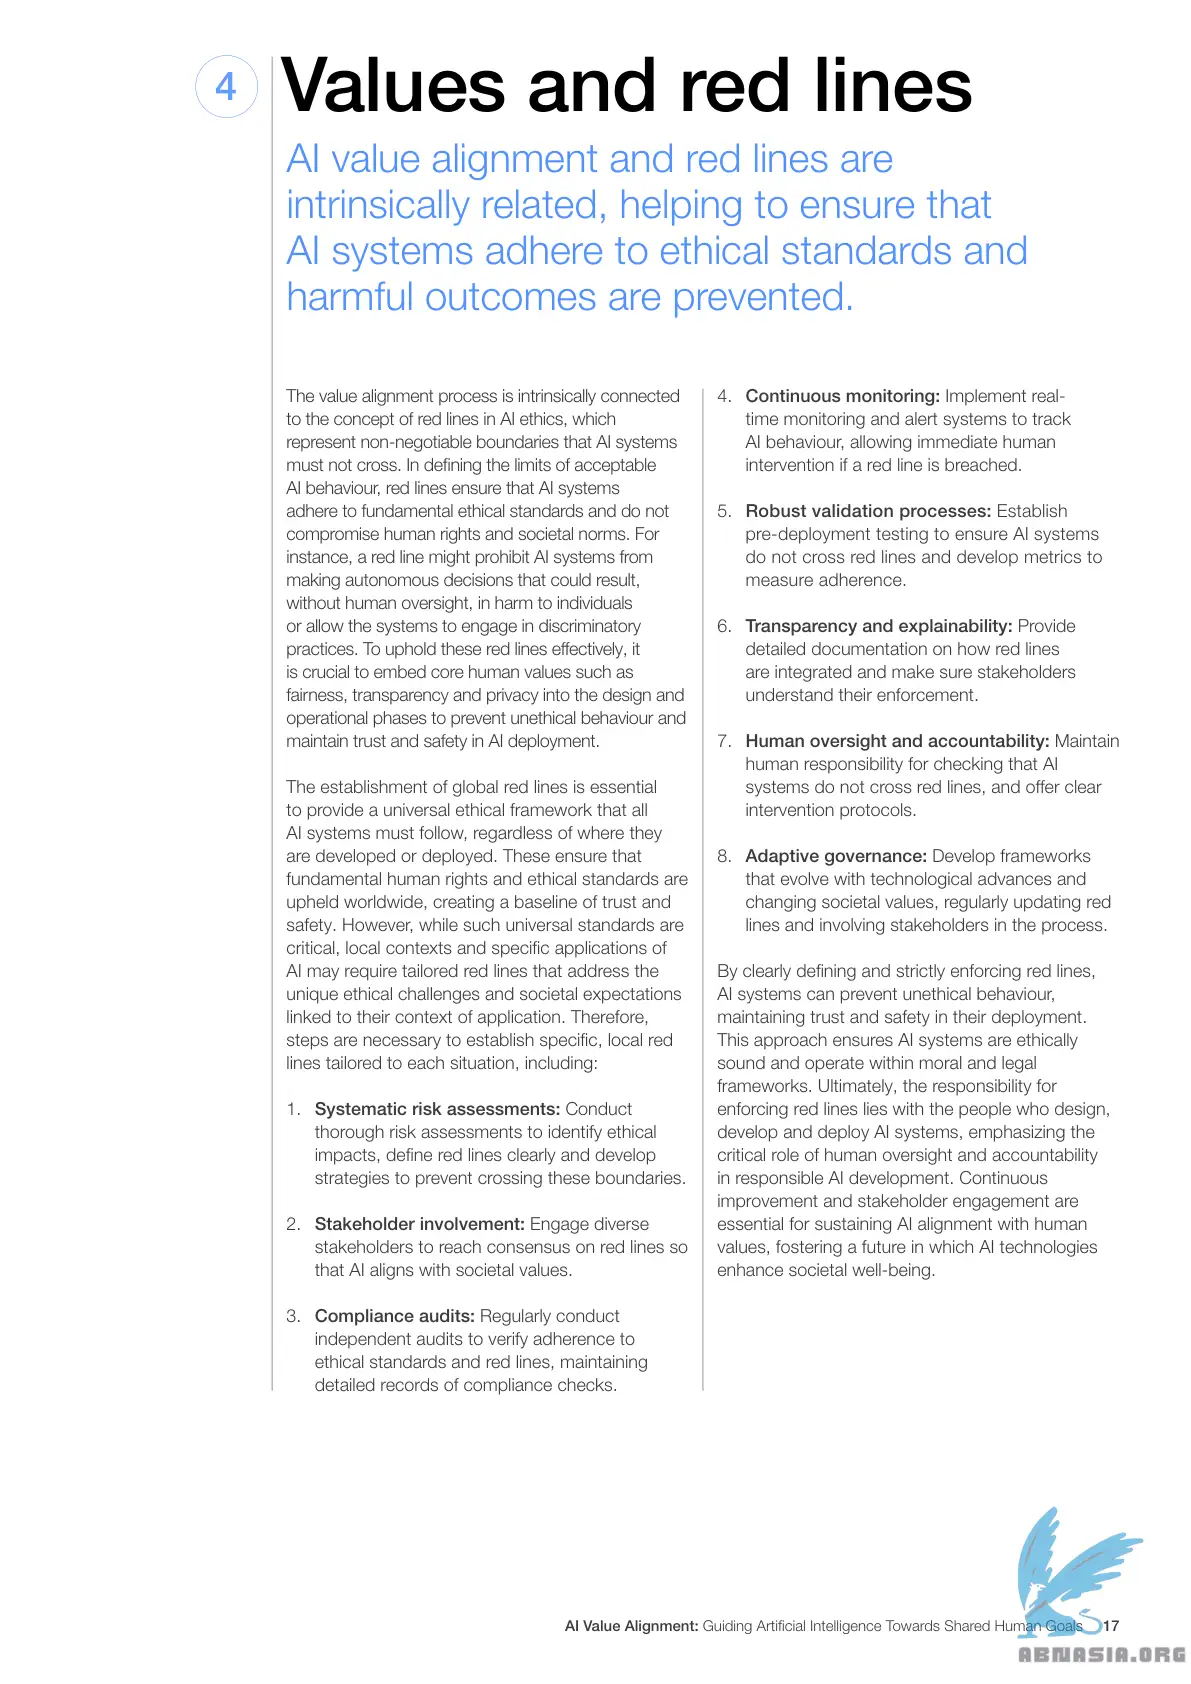 4
Values and red lines
AI value alignment and red lines are
intrinsically related, helping to ensure that
AI systems adhere to ethical standards and
harmful outcomes are prevented.
The value alignment process is intrinsically connected
to the concept of red lines in AI ethics, which
represent non-negotiable boundaries that AI systems
must not cross. In defining the limits of acceptable
AI behaviour, red lines ensure that AI systems
adhere to fundamental ethical standards and do not
compromise human rights and societal norms. For
instance, a red line might prohibit AI systems from
making autonomous decisions that could result,
without human oversight, in harm to individuals
or allow the systems to engage in discriminatory
practices. To uphold these red lines effectively, it
is crucial to embed core human values such as
fairness, transparency and privacy into the design and
operational phases to prevent unethical behaviour and
maintain trust and safety in AI deployment.
The establishment of global red lines is essential
to provide a universal ethical framework that all
AI systems must follow, regardless of where they
are developed or deployed. These ensure that
fundamental human rights and ethical standards are
upheld worldwide, creating a baseline of trust and
safety. However, while such universal standards are
critical, local contexts and specific applications of
AI may require tailored red lines that address the
unique ethical challenges and societal expectations
linked to their context of application. Therefore,
steps are necessary to establish specific, local red
lines tailored to each situation, including:
1. Systematic risk assessments: Conduct
thorough risk assessments to identify ethical
impacts, define red lines clearly and develop
strategies to prevent crossing these boundaries.
2. Stakeholder involvement: Engage diverse
stakeholders to reach consensus on red lines so
that AI aligns with societal values.
3. Compliance audits: Regularly conduct
independent audits to verify adherence to
ethical standards and red lines, maintaining
detailed records of compliance checks.
4. Continuous monitoring: Implement real-
time monitoring and alert systems to track
AI behaviour, allowing immediate human
intervention if a red line is breached.
5. Robust validation processes: Establish
pre-deployment testing to ensure AI systems
do not cross red lines and develop metrics to
measure adherence.
6. Transparency and explainability: Provide
detailed documentation on how red lines
are integrated and make sure stakeholders
understand their enforcement.
7. Human oversight and accountability: Maintain
human responsibility for checking that AI
systems do not cross red lines, and offer clear
intervention protocols.
8. Adaptive governance: Develop frameworks
that evolve with technological advances and
changing societal values, regularly updating red
lines and involving stakeholders in the process.
By clearly defining and strictly enforcing red lines,
AI systems can prevent unethical behaviour,
maintaining trust and safety in their deployment.
This approach ensures AI systems are ethically
sound and operate within moral and legal
frameworks. Ultimately, the responsibility for
enforcing red lines lies with the people who design,
develop and deploy AI systems, emphasizing the
critical role of human oversight and accountability
in responsible AI development. Continuous
improvement and stakeholder engagement are
essential for sustaining AI alignment with human
values, fostering a future in which AI technologies
enhance societal well-being.
AI Value Alignment: Guiding Artificial Intelligence Towards Shared Human Goals 17
ABNASIA.ORG